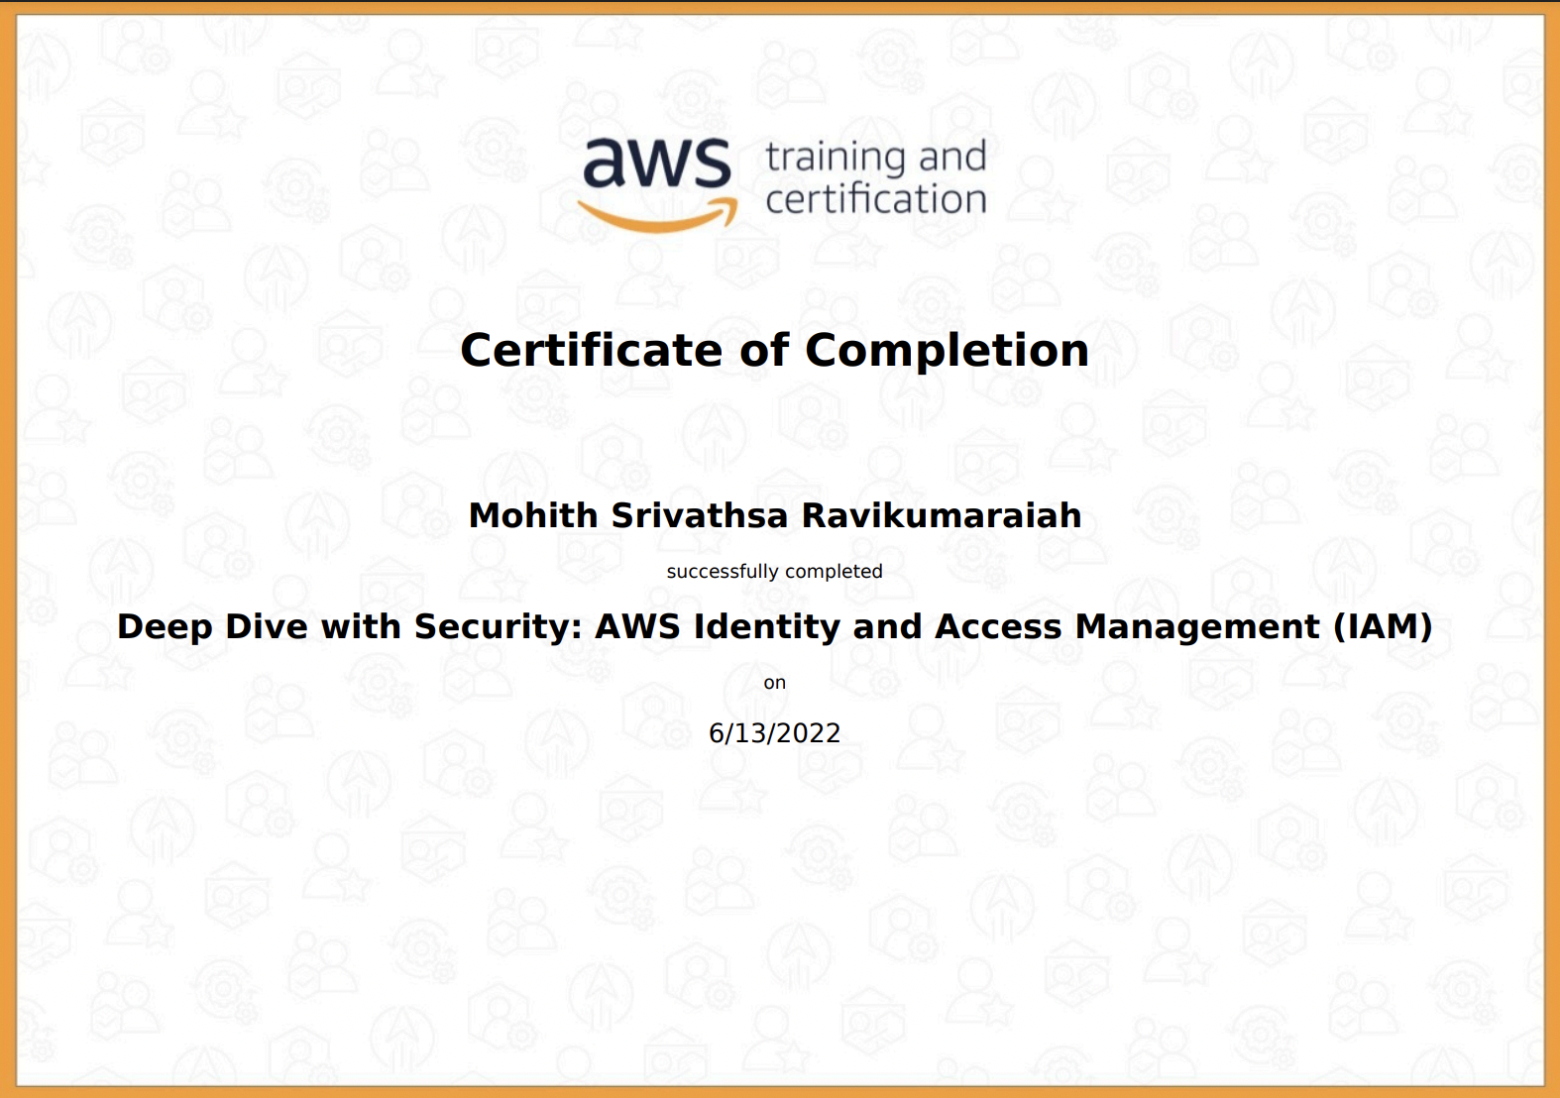 aws training and
certification
Certificate of Completion
Mohith Srivathsa Ravikumaraiah
successfully completed
Deep Dive with Security: AWS Identity and Access Management (IAM)
on
6/13/2022